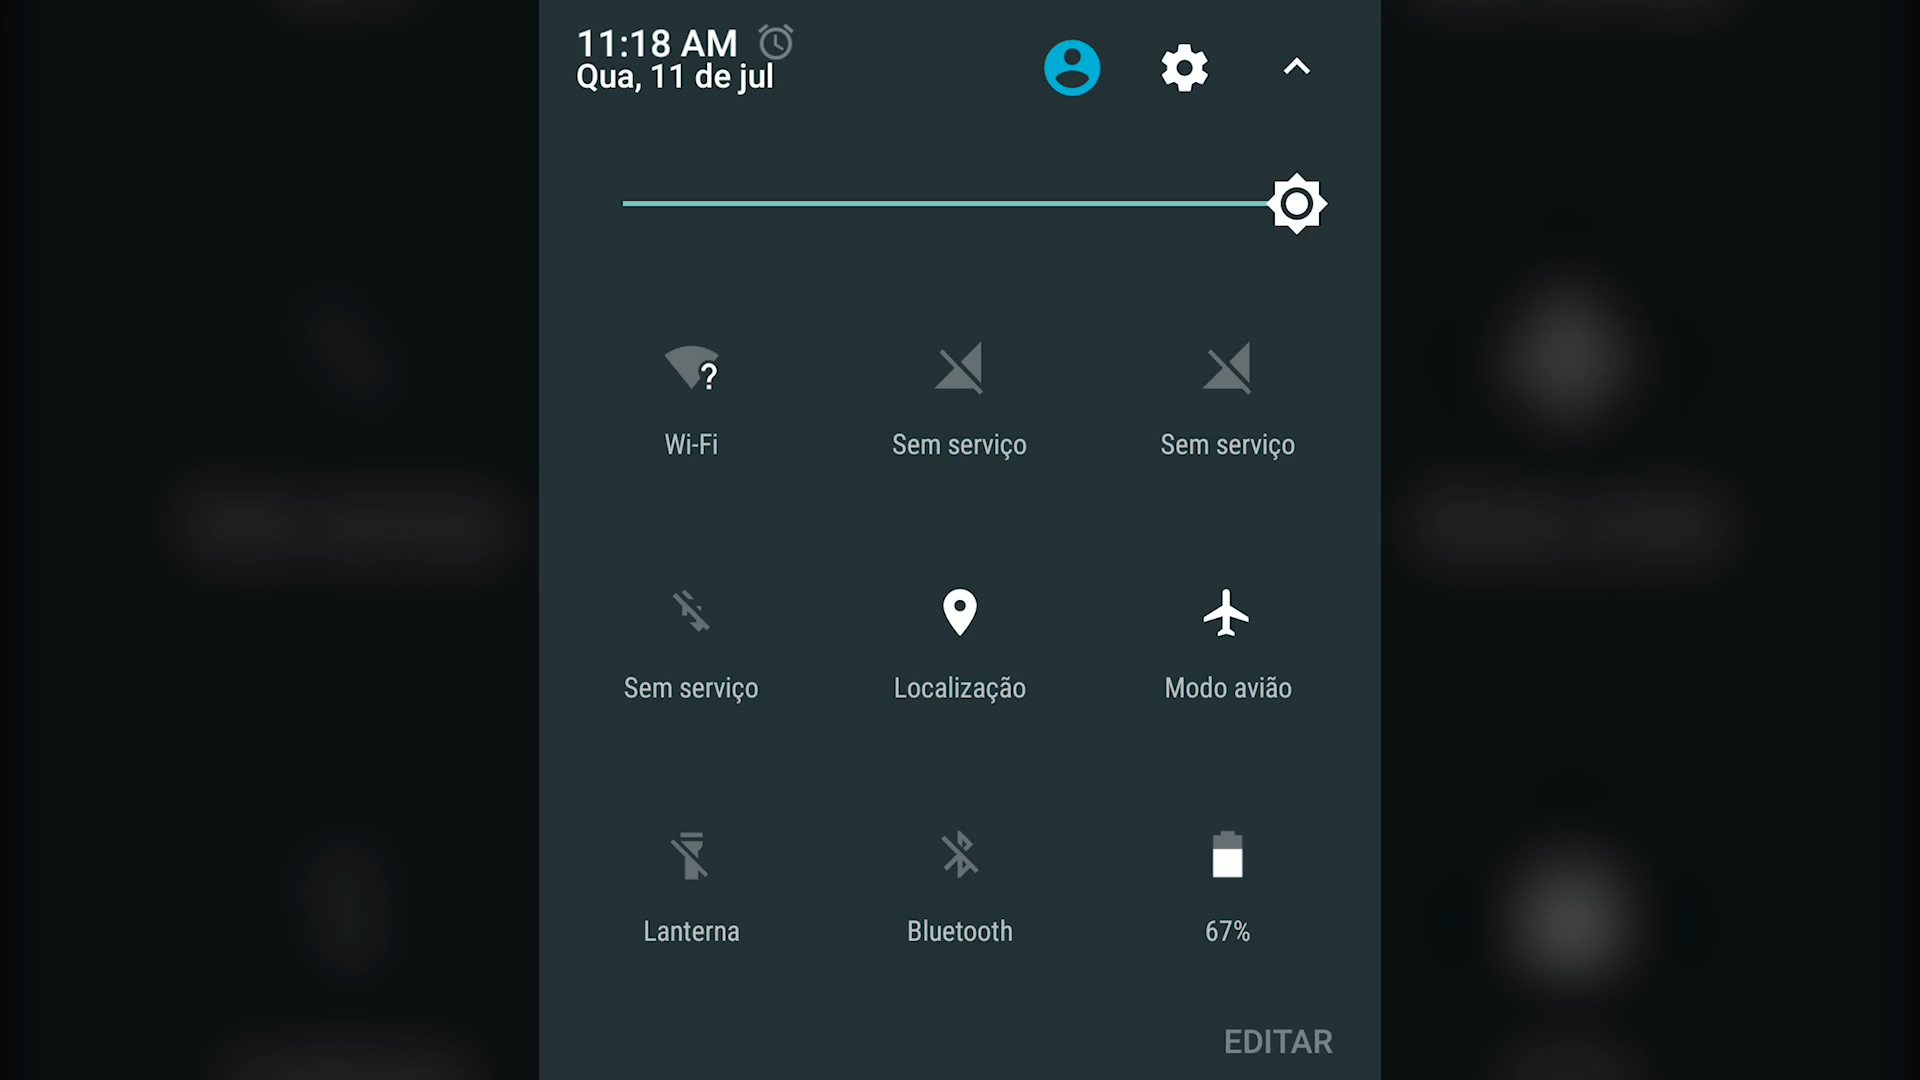 11:18 AM
Qua, 11 de jul
Wi-Fi
Sem serviço
Sem serviço
Sem serviço
Localização
Modo avião
Lanterna
Bluetooth
67%
EDITAR